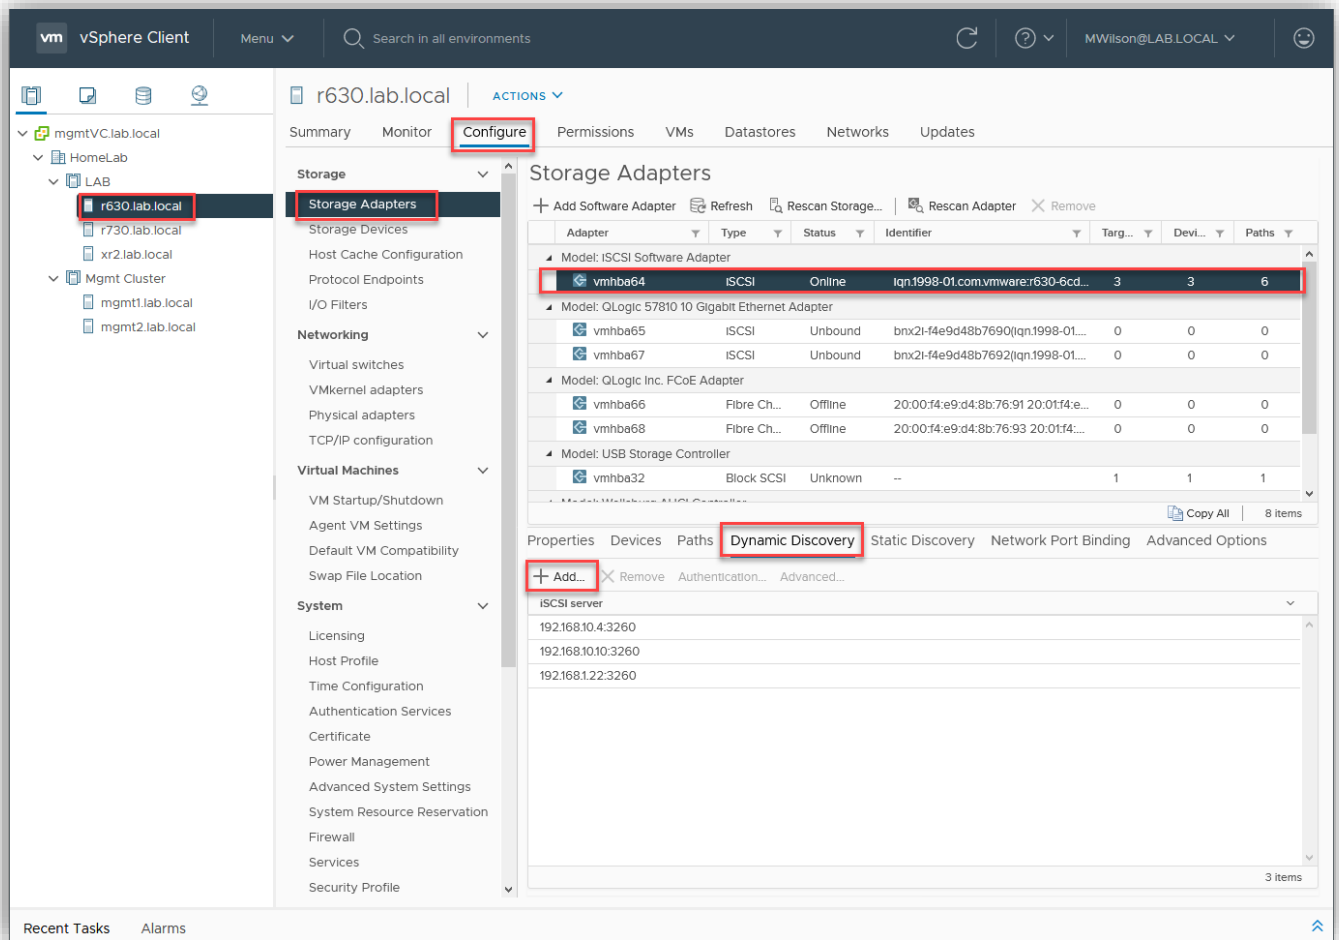 vm vSphere Client Menu Search in all environments MWilson@LAB.LOCAL
mgmtVC.lab.local
HomeLab
LAB
r630.lab.local
r730.lab.local
xr2.lab.local
Mgmt Cluster
mgmt1.lab.local
mgmt2.lab.local
r630.lab.local ACTIONS
Summary Monitor Configure Permissions VMs Datastores Networks Updates
Storage
Storage Adapters
Storage Devices
Host Cache Configuration
Protocol Endpoints
I/O Filters
Networking
Virtual switches
VMkernel adapters
Physical adapters
TCP/IP configuration
Virtual Machines
VM Startup/Shutdown
Agent VM Settings
Default VM Compatibility
Swap File Location
System
Licensing
Host Profile
Time Configuration
Authentication Services
Certificate
Power Management
Advanced System Settings
System Resource Reservation
Firewall
Services
Security Profile
Storage Adapters
+ Add Software Adapter Refresh Rescan Storage... Rescan Adapter Remove
Adapter Type Status Identifier Targ... Devi... Paths
Model: iSCSI Software Adapter
vmhba64 iSCSI Online iqn.1998-01.com.vmware:r630-6cd... 3 3 6
Model: QLogic 57810 10 Gigabit Ethernet Adapter
vmhba65 iSCSI Unbound bnx2i-f4e9d48b7690(iqn.1998-01.... 0 0 0
vmhba67 iSCSI Unbound bnx2i-f4e9d48b7692(iqn.1998-01.... 0 0 0
Model: QLogic Inc. FCoE Adapter
vmhba66 Fibre Ch... Offline 20:00:f4:e9:d4:8b:76:91 20:01:f4:e... 0 0 0
vmhba68 Fibre Ch... Offline 20:00:f4:e9:d4:8b:76:93 20:01:f4:... 0 0 0
Model: USB Storage Controller
vmhba32 Block SCSI Unknown -- 1 1 1
Model: Wellsburg AHCI Controller
Copy All 8 items
Properties Devices Paths Dynamic Discovery Static Discovery Network Port Binding Advanced Options
+ Add... Remove Authentication... Advanced...
iSCSI server
192.168.10.4:3260
192.168.10.10:3260
192.168.1.22:3260
3 items
Recent Tasks Alarms